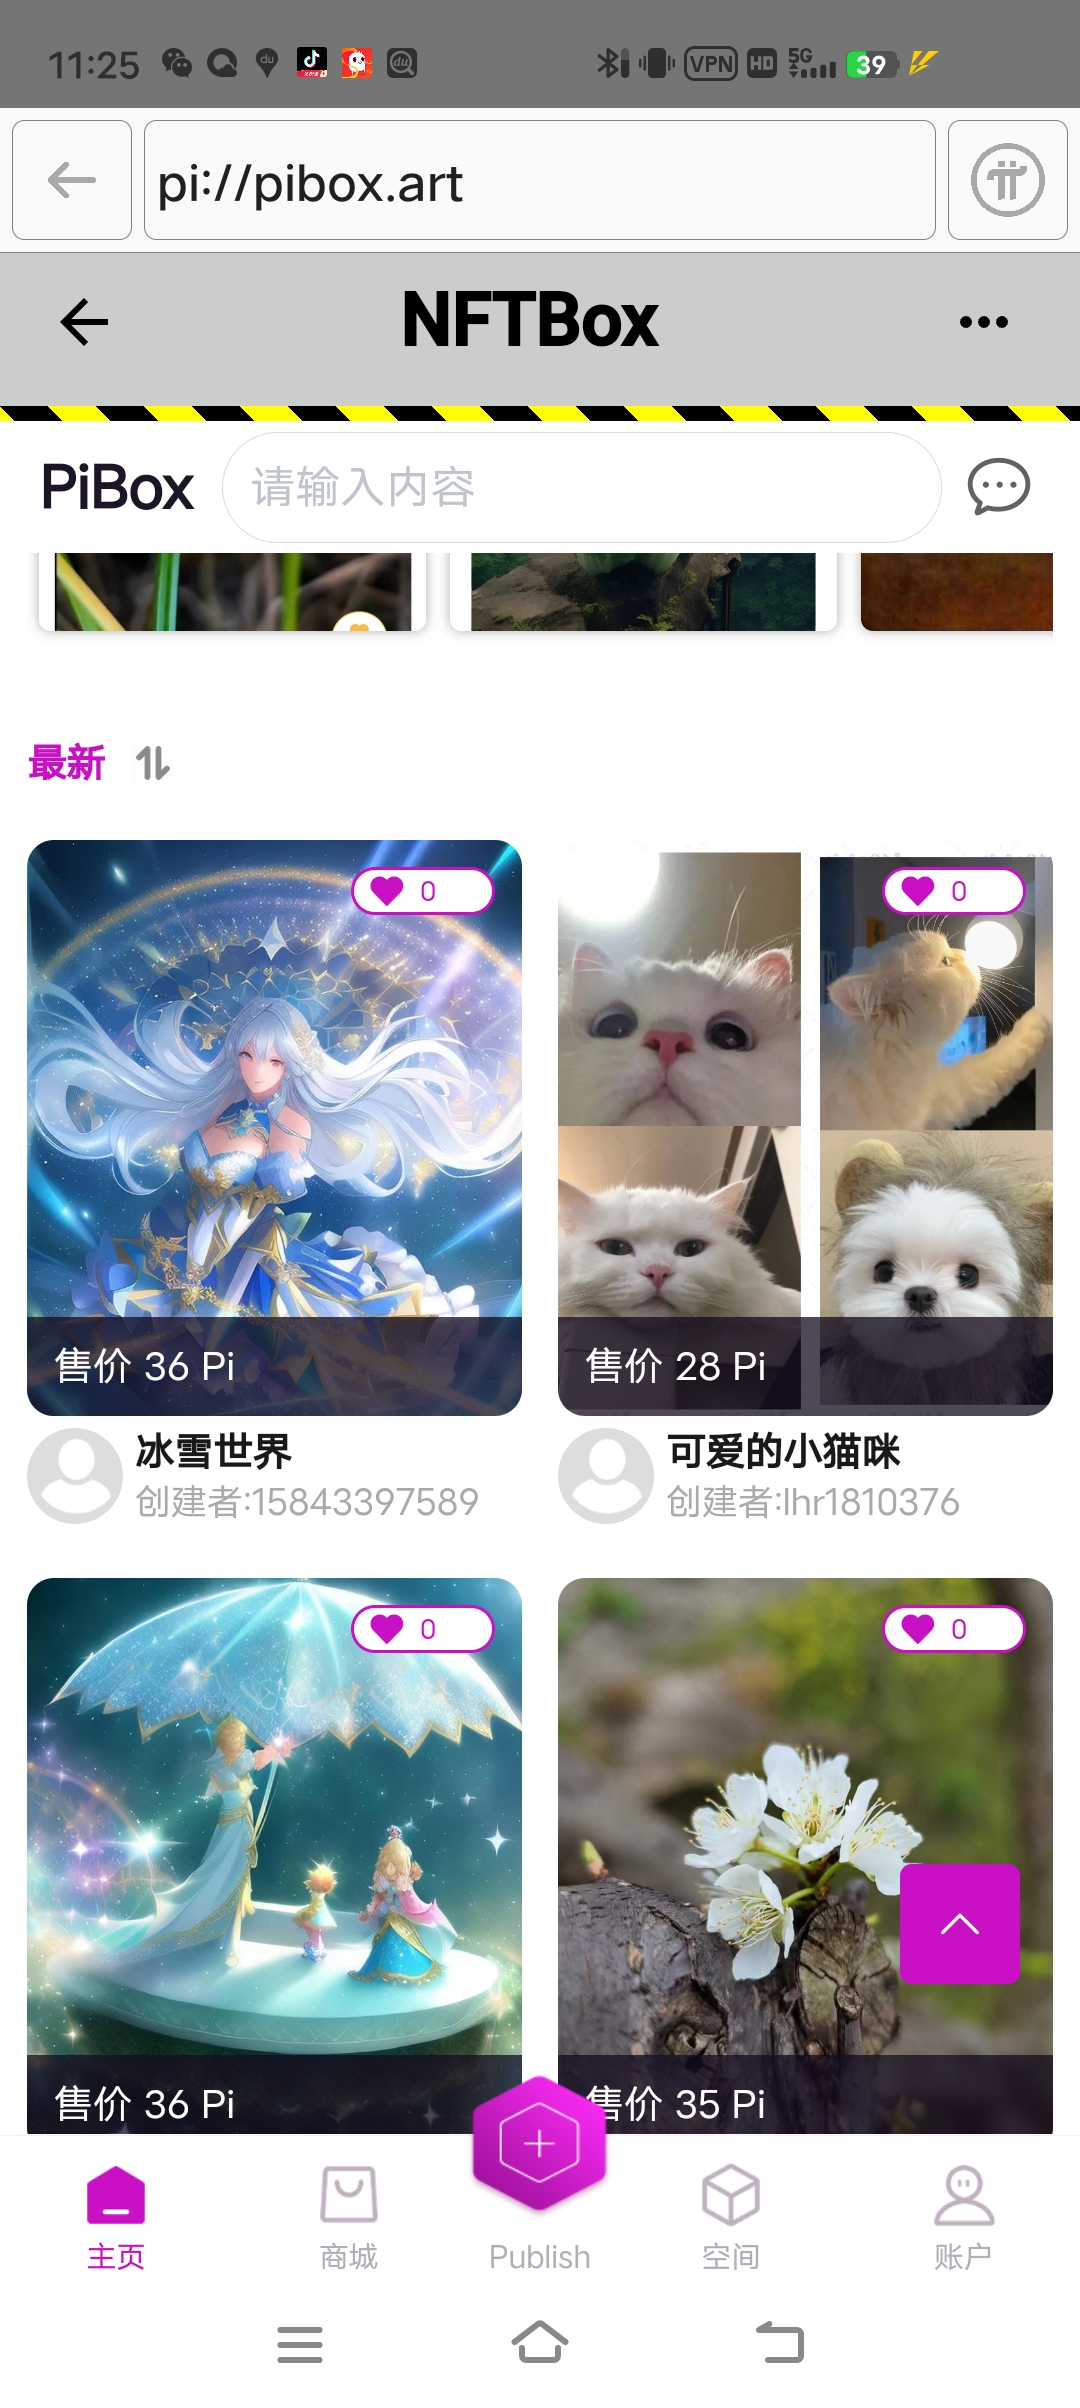 11:25
VPN HD 5G 39
pi://pibox.art
NFTBox
PiBox 请输入内容
最新
0
0
售价 36 Pi
售价 28 Pi
冰雪世界
创建者:15843397589
可爱的小猫咪
创建者:lhr1810376
0
0
售价 36 Pi
售价 35 Pi
主页
商城
Publish
空间
账户